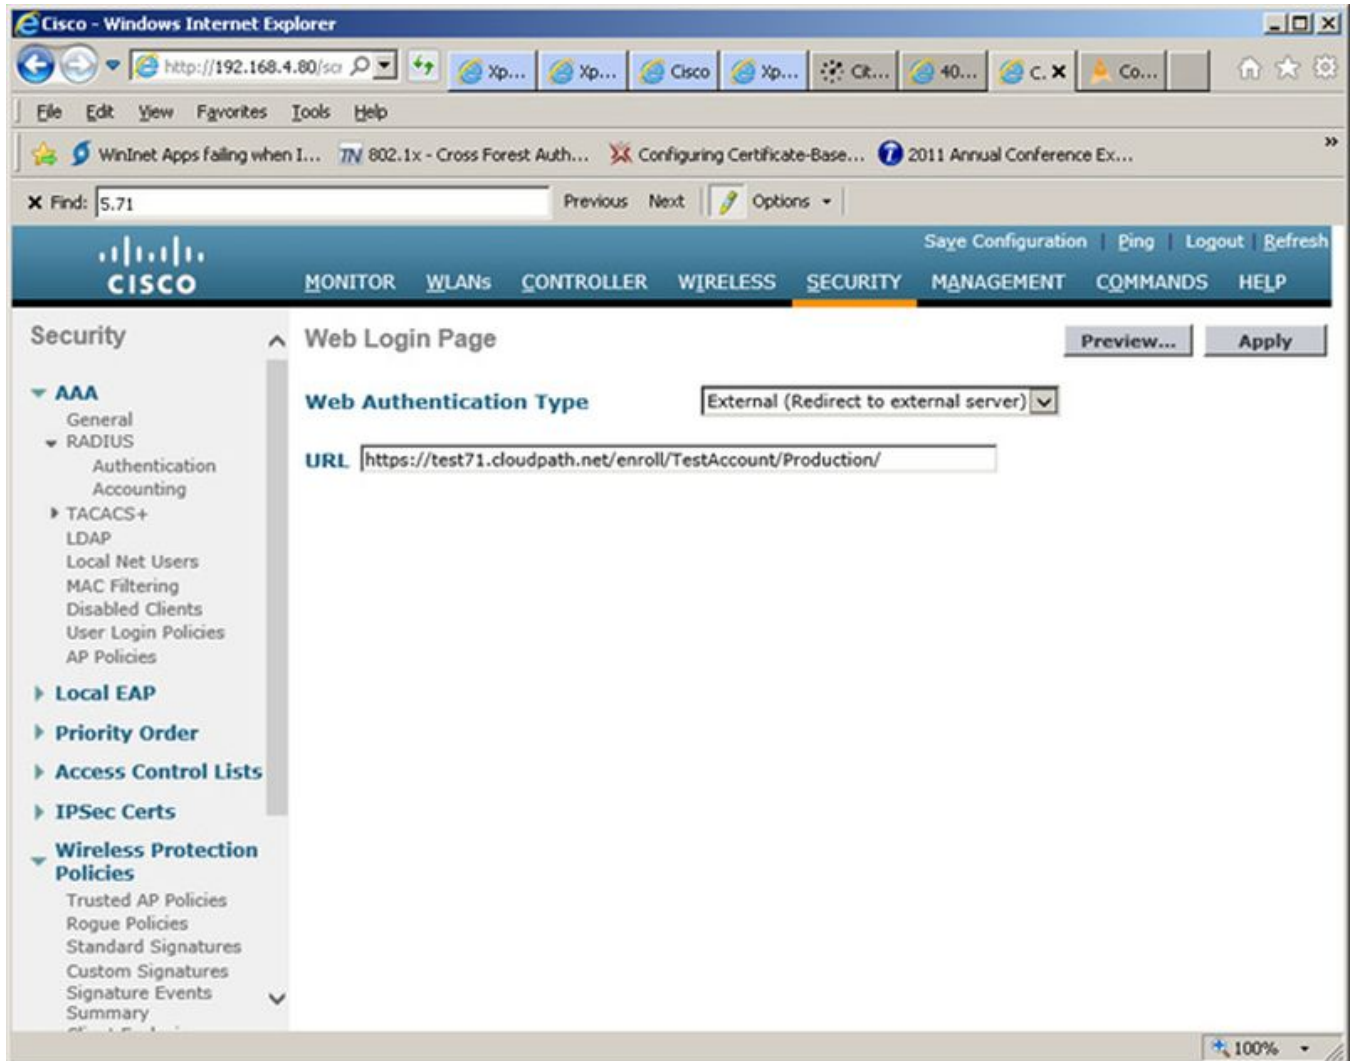 Cisco - Windows Internet Explorer
http://192.168.4.80/scr
Xp...
Xp...
Cisco
Xp...
Cit...
40...
C.
Co...
File Edit View Favorites Tools Help
WinInet Apps failing when I... TN 802.1x - Cross Forest Auth... Configuring Certificate-Base... 2011 Annual Conference Ex... »
x Find: 5.71 Previous Next Options
Save Configuration | Ping | Logout | Refresh
CISCO
MONITOR WLANs CONTROLLER WIRELESS SECURITY MANAGEMENT COMMANDS HELP
Security
AAA
General
RADIUS
Authentication
Accounting
TACACS+
LDAP
Local Net Users
MAC Filtering
Disabled Clients
User Login Policies
AP Policies
Local EAP
Priority Order
Access Control Lists
IPSec Certs
Wireless Protection
Policies
Trusted AP Policies
Rogue Policies
Standard Signatures
Custom Signatures
Signature Events
Summary
Web Login Page
Preview... Apply
Web Authentication Type External (Redirect to external server)
URL https://test71.cloudpath.net/enroll/TestAccount/Production/
100%